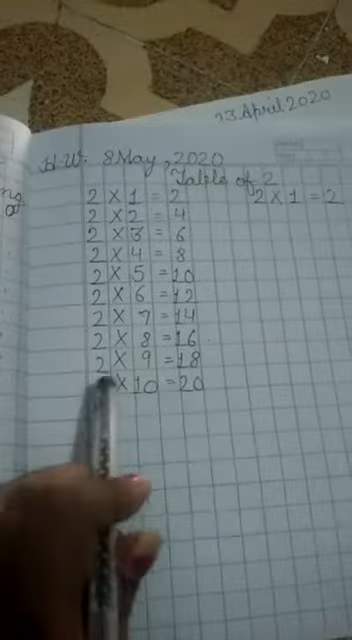 23 April 2020
H.W. 8 May, 2020
Table of 2
2 X 1 = 2
2 X 1 = 2
2 X 2 = 4
2 X 3 = 6
2 X 4 = 8
2 X 5 = 10
2 X 6 = 12
2 X 7 = 14
2 X 8 = 16
2 X 9 = 18
X 10 = 20